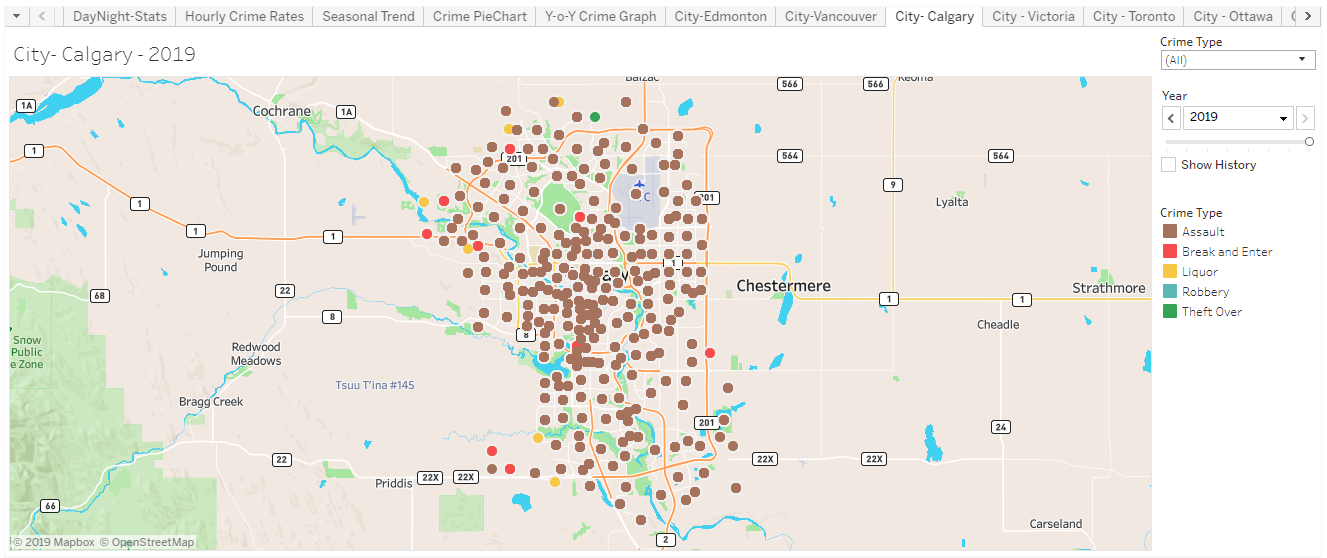 DayNight-Stats
Hourly Crime Rates
Seasonal Trend
Crime PieChart
Y-o-Y Crime Graph
City-Edmonton
City-Vancouver
City- Calgary
City - Victoria
City - Toronto
City - Ottawa
City- Calgary - 2019
Crime Type
(All)
Year
2019
Show History
Crime Type
Assault
Break and Enter
Liquor
Robbery
Theft Over
Balzac
Keoma
566
566
1A
Cochrane
1A
1
201
564
564
9
1
201
Lyalta
1
1
Jumping
Pound
1
Chestermere
Strathmore
22
68
1
1
8
8
Cheadle
Snow
Public
e Zone
Redwood
Meadows
Tsuu T'ina #145
Bragg Creek
201
24
22
22X
22X
22X
22X
Priddis
66
Carseland
2
© 2019 Mapbox © OpenStreetMap